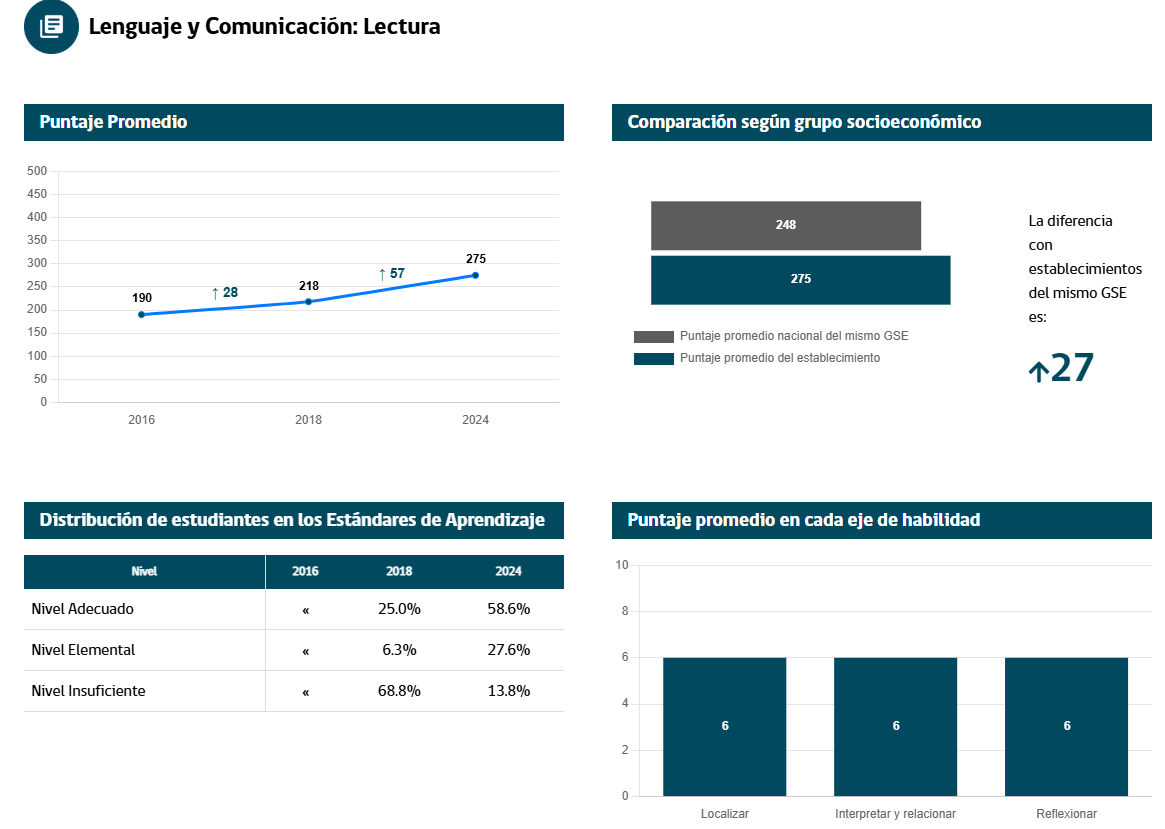 Lenguaje y Comunicación: Lectura
Puntaje Promedio
500
450
400
350
300
250
200
150
100
50
0
190
↑ 28
218
↑ 57
275
2016 2018 2024
Comparación según grupo socioeconómico
248
275
Puntaje promedio nacional del mismo GSE
Puntaje promedio del establecimiento
La diferencia
con
establecimientos
del mismo GSE
es:
↑27
Distribución de estudiantes en los Estándares de Aprendizaje
Nivel 2016 2018 2024
Nivel Adecuado « 25.0% 58.6%
Nivel Elemental « 6.3% 27.6%
Nivel Insuficiente « 68.8% 13.8%
Puntaje promedio en cada eje de habilidad
10
8
6
4
2
0
6 6 6
Localizar Interpretar y relacionar Reflexionar